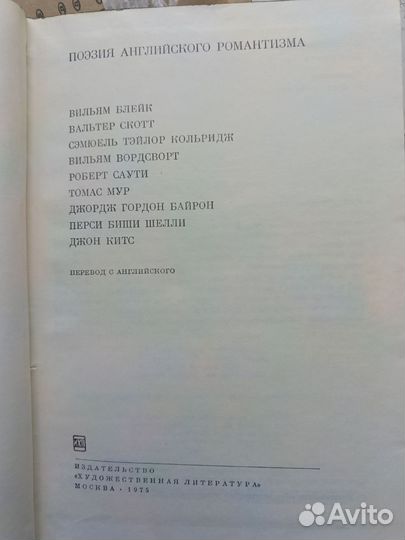 ПОЭЗИЯ АНГЛИЙСКОГО РОМАНТИЗМА
ВИЛЬЯМ БЛЕЙК
ВАЛЬТЕР СКОТТ
СЭМЮЕЛЬ ТЭЙЛОР КОЛЬРИДЖ
ВИЛЬЯМ ВОРДСВОРТ
РОБЕРТ САУТИ
ТОМАС МУР
ДЖОРДЖ ГОРДОН БАЙРОН
ПЕРСИ БИШИ ШЕЛЛИ
ДЖОН КИТС
ПЕРЕВОД С АНГЛИЙСКОГО
ИЗДАТЕЛЬСТВО
«ХУДОЖЕСТВЕННАЯ ЛИТЕРАТУРА»
МОСКВА · 1975
Avito